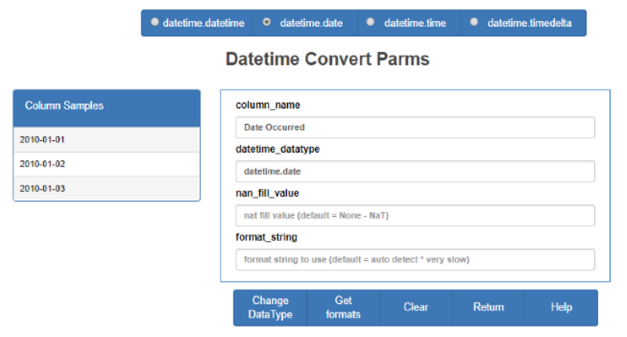 datetime.datetime datetime.date datetime.time datetime.timedelta
Datetime Convert Parms
Column Samples
2010-01-01
2010-01-02
2010-01-03
column_name
Date Occurred
datetime_datatype
datetime.date
nan_fill_value
nat fill value (default = None - NaT)
format_string
format string to use (default = auto detect * very slow)
Change
DataType
Get
formats
Clear
Return
Help